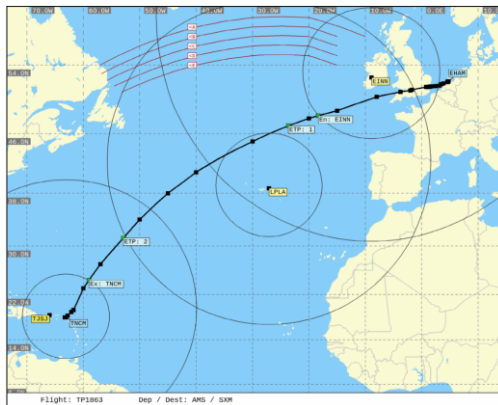 70.0W 60.0W 50.0W 40.0W 30.0W 20.0W 10.0W 0.0E
54.0N
EINN
EHAM
En: EINN
ETP: 1
46.0N
LPLA
38.0N
ETP: 2
30.0N
Ex: TNCM
22.0N
TJSJ
TNCM
14.0N
Flight: TP1863 Dep / Dest: AMS / SXM